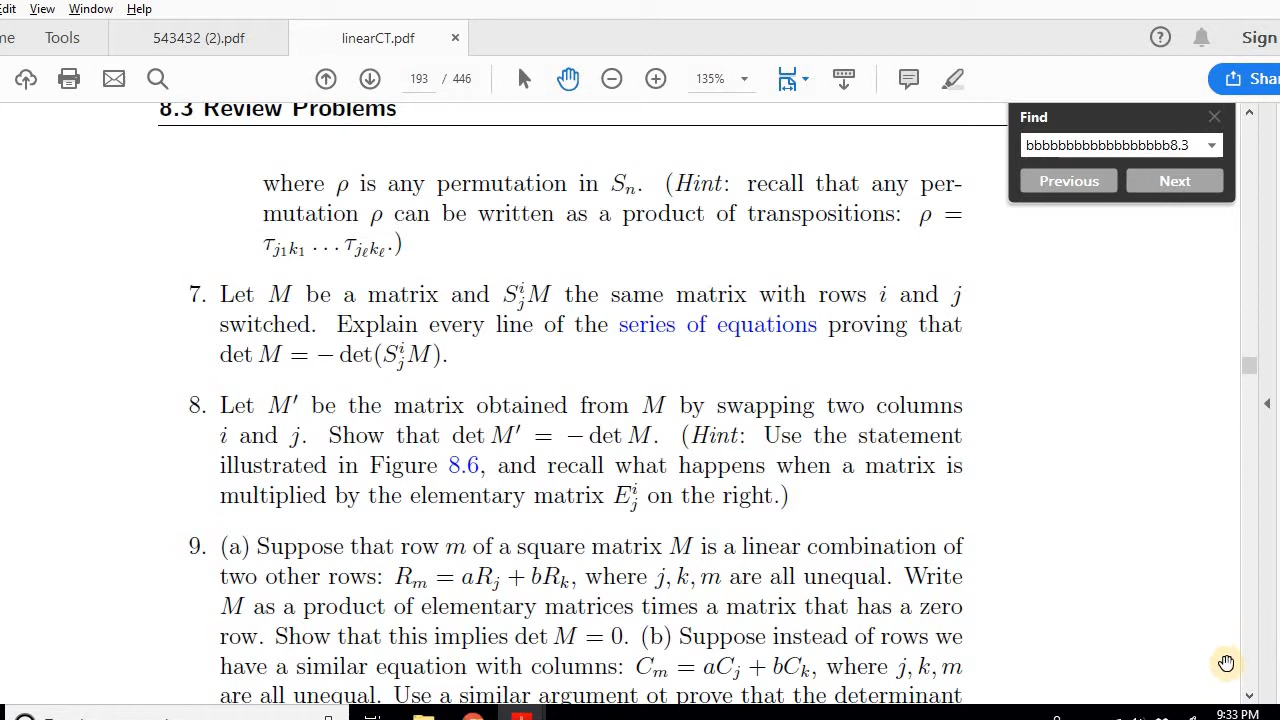 Edit View Window Help
me Tools 543432 (2).pdf linearCT.pdf × Sign
193 / 446 135% Shar
8.3 Review Problems
Find
bbbbbbbbbbbbbbbbbb8.3
Previous Next
where ρ is any permutation in Sₙ. (Hint: recall that any per-
mutation ρ can be written as a product of transpositions: ρ =
τ_{j₁k₁} . . . τ_{jℓkℓ}.)
7. Let M be a matrix and S^i_j M the same matrix with rows i and j
switched. Explain every line of the series of equations proving that
det M = − det(S^i_j M).
8. Let M′ be the matrix obtained from M by swapping two columns
i and j. Show that det M′ = − det M. (Hint: Use the statement
illustrated in Figure 8.6, and recall what happens when a matrix is
multiplied by the elementary matrix E^i_j on the right.)
9. (a) Suppose that row m of a square matrix M is a linear combination of
two other rows: R_m = aR_j + bR_k, where j, k, m are all unequal. Write
M as a product of elementary matrices times a matrix that has a zero
row. Show that this implies det M = 0. (b) Suppose instead of rows we
have a similar equation with columns: C_m = aC_j + bC_k, where j, k, m
are all unequal. Use a similar argument ot prove that the determinant
9:33 PM